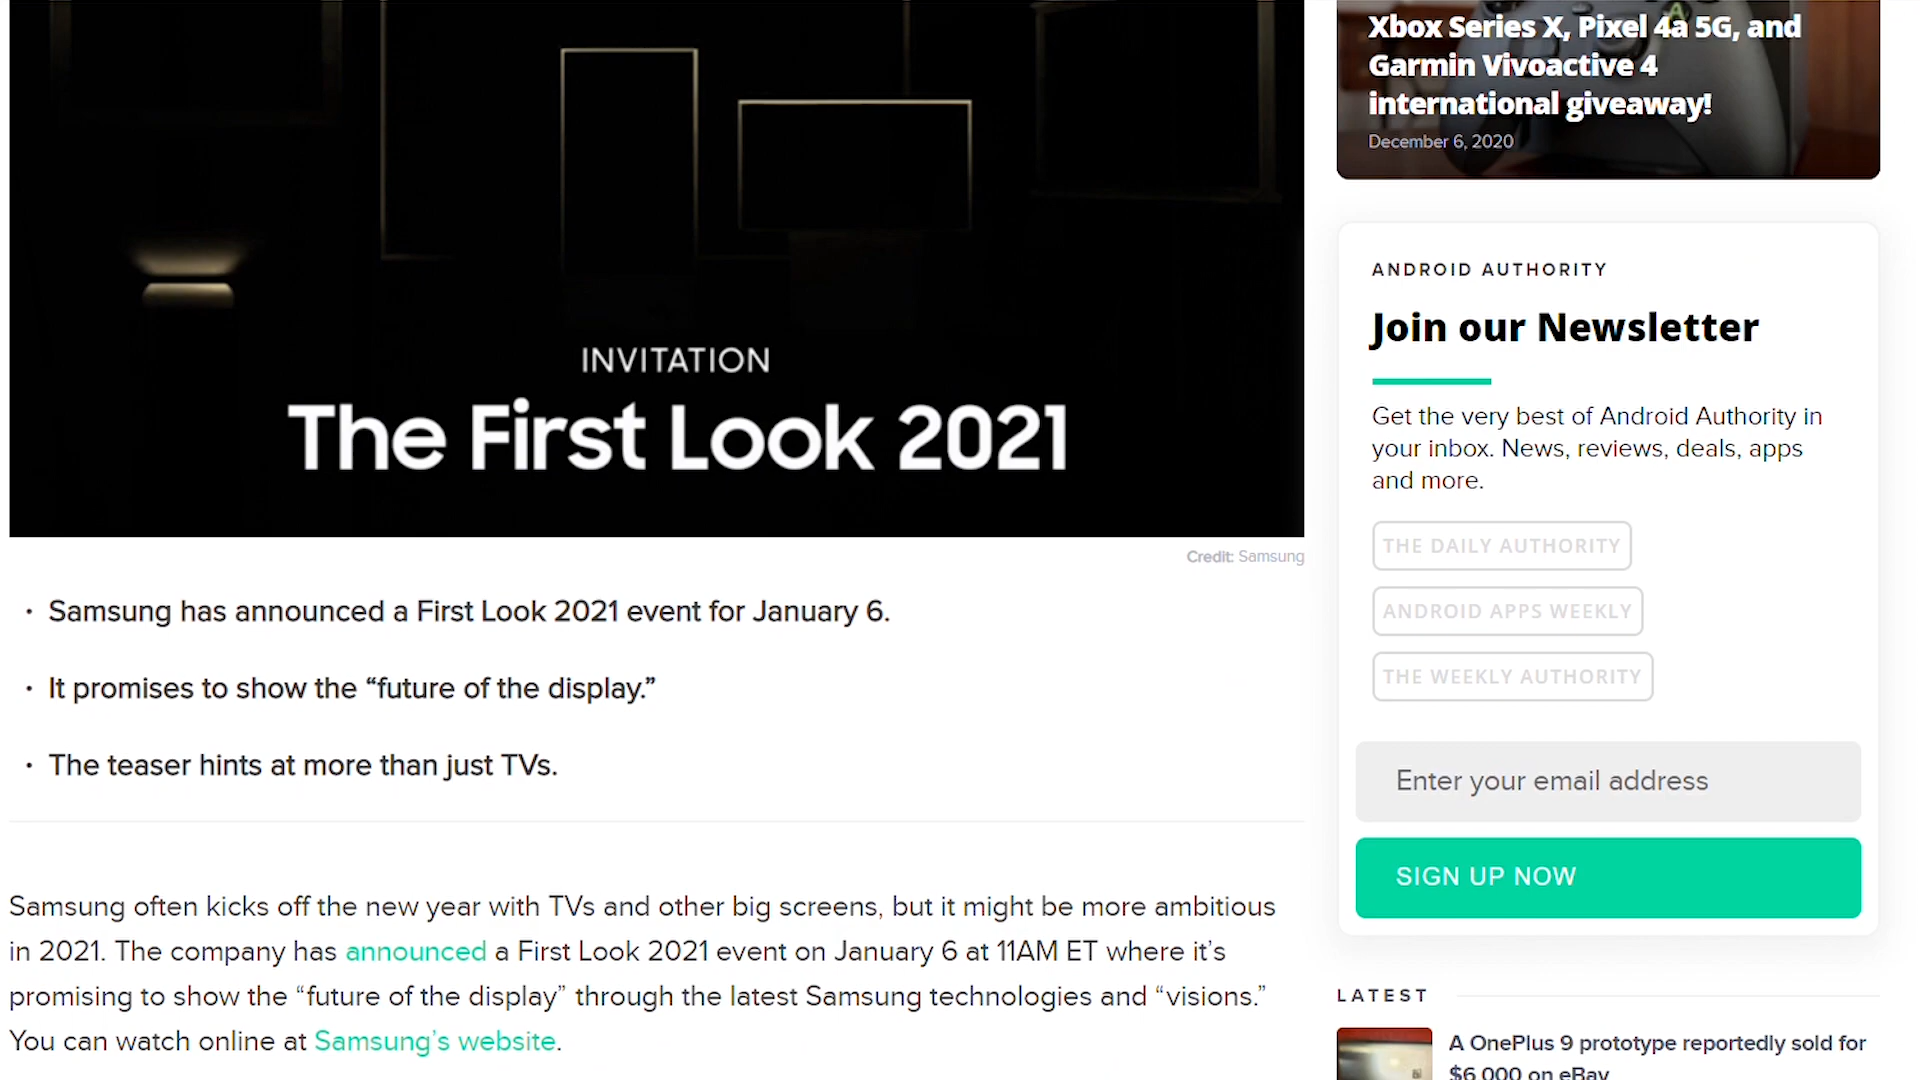 INVITATION
The First Look 2021
Credit: Samsung
· Samsung has announced a First Look 2021 event for January 6.
· It promises to show the “future of the display.”
· The teaser hints at more than just TVs.
Samsung often kicks off the new year with TVs and other big screens, but it might be more ambitious
in 2021. The company has announced a First Look 2021 event on January 6 at 11AM ET where it’s
promising to show the “future of the display” through the latest Samsung technologies and “visions.”
You can watch online at Samsung’s website.
Xbox Series X, Pixel 4a 5G, and
Garmin Vivoactive 4
international giveaway!
December 6, 2020
ANDROID AUTHORITY
Join our Newsletter
Get the very best of Android Authority in
your inbox. News, reviews, deals, apps
and more.
THE DAILY AUTHORITY
ANDROID APPS WEEKLY
THE WEEKLY AUTHORITY
Enter your email address
SIGN UP NOW
LATEST
A OnePlus 9 prototype reportedly sold for
$6,000 on eBay